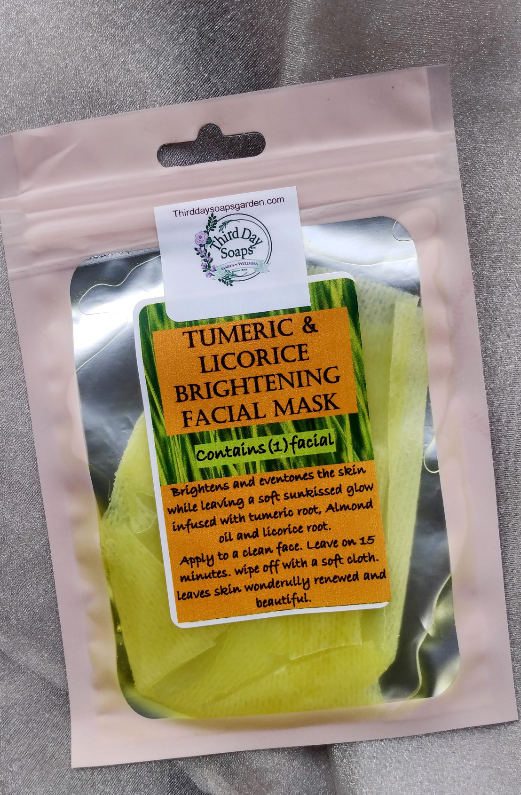 Thirddaysoapsgarden.com
Third Day
Soaps
TUMERIC &
LICORICE
BRIGHTENING
FACIAL MASK
contains (1) facial
Brightens and eventones the skin
while leaving a soft sunkissed glow
infused with tumeric root, Almond
oil and licorice root.
Apply to a clean face. Leave on 15
minutes. wipe off with a soft cloth.
leaves skin wonderully renewed and
beautiful.